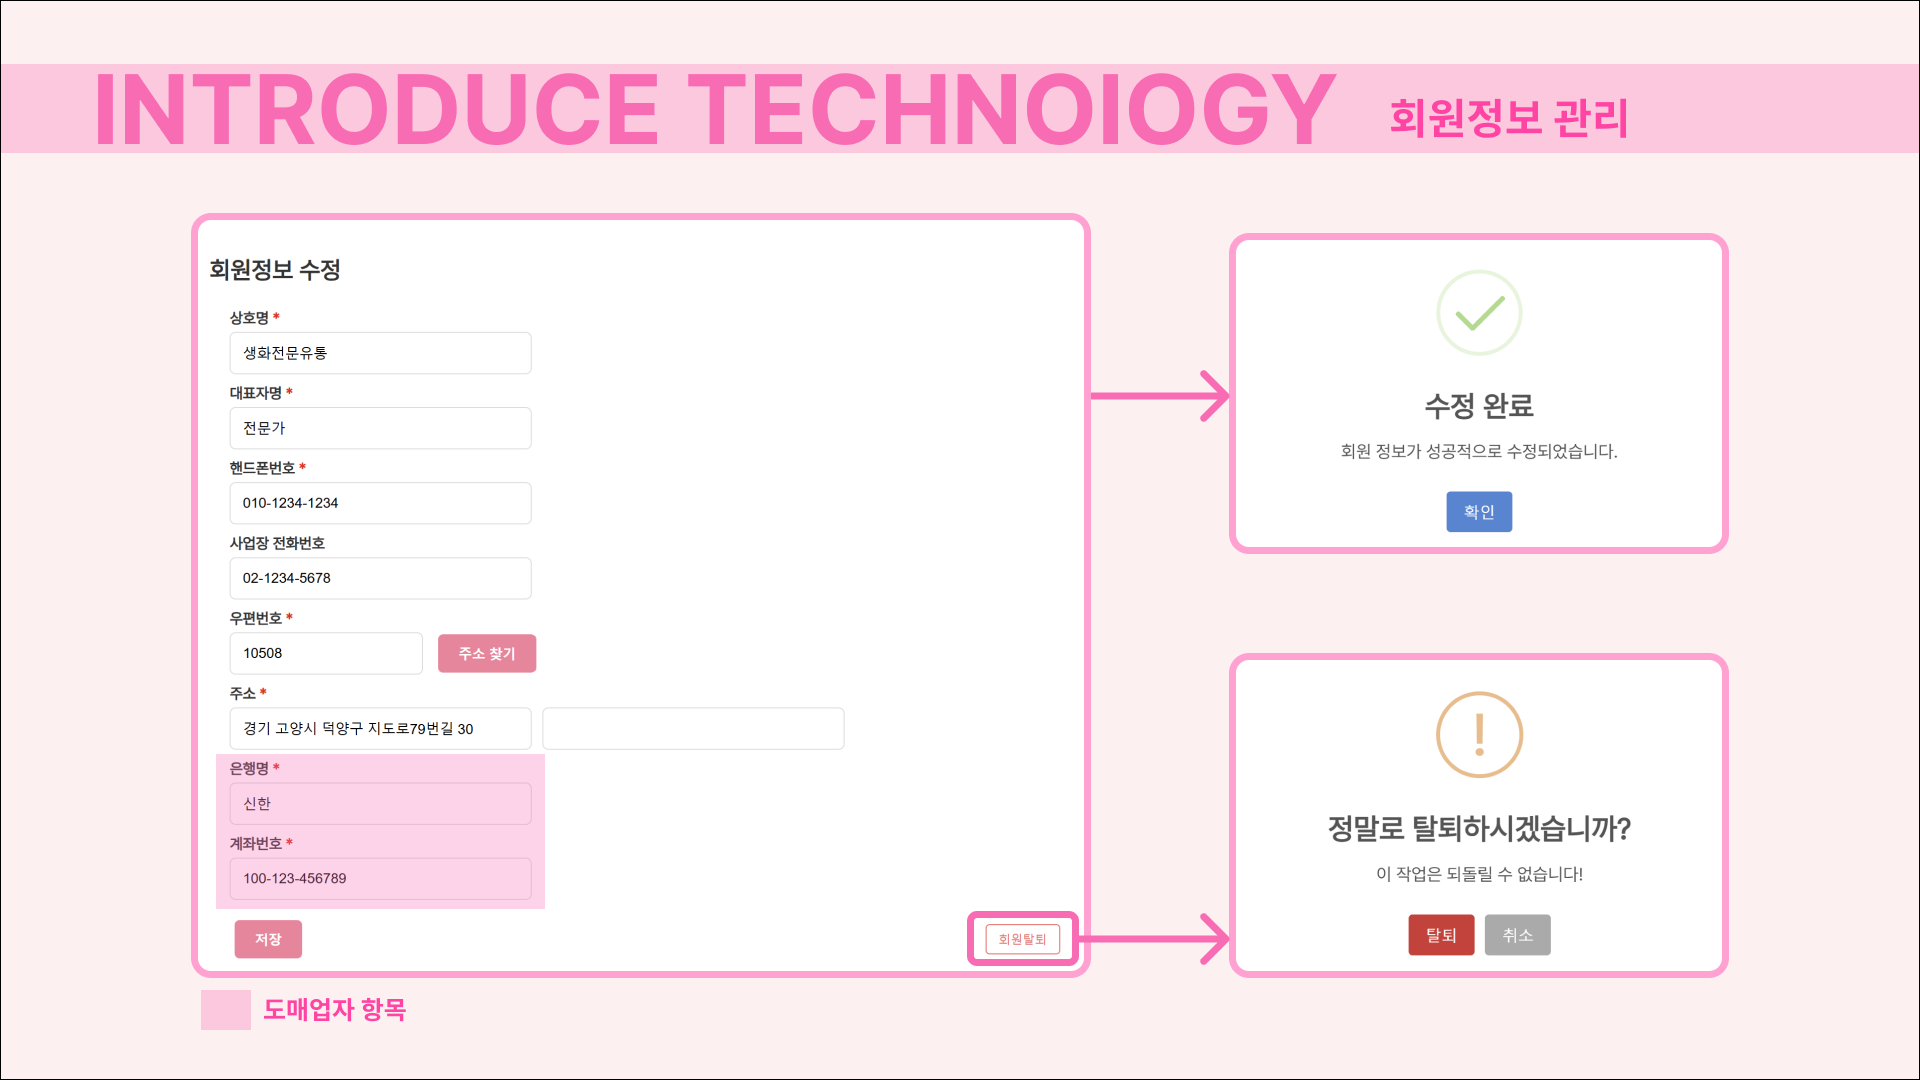 INTRODUCE TECHNOIOGY 회원정보 관리
회원정보 수정
상호명 *
생화전문유통
대표자명 *
전문가
핸드폰번호 *
010-1234-1234
사업장 전화번호
02-1234-5678
우편번호 *
10508 주소 찾기
주소 *
경기 고양시 덕양구 지도로79번길 30
은행명 *
신한
계좌번호 *
100-123-456789
저장
회원탈퇴
도매업자 항목
수정 완료
회원 정보가 성공적으로 수정되었습니다.
확인
!
정말로 탈퇴하시겠습니까?
이 작업은 되돌릴 수 없습니다!
탈퇴 취소